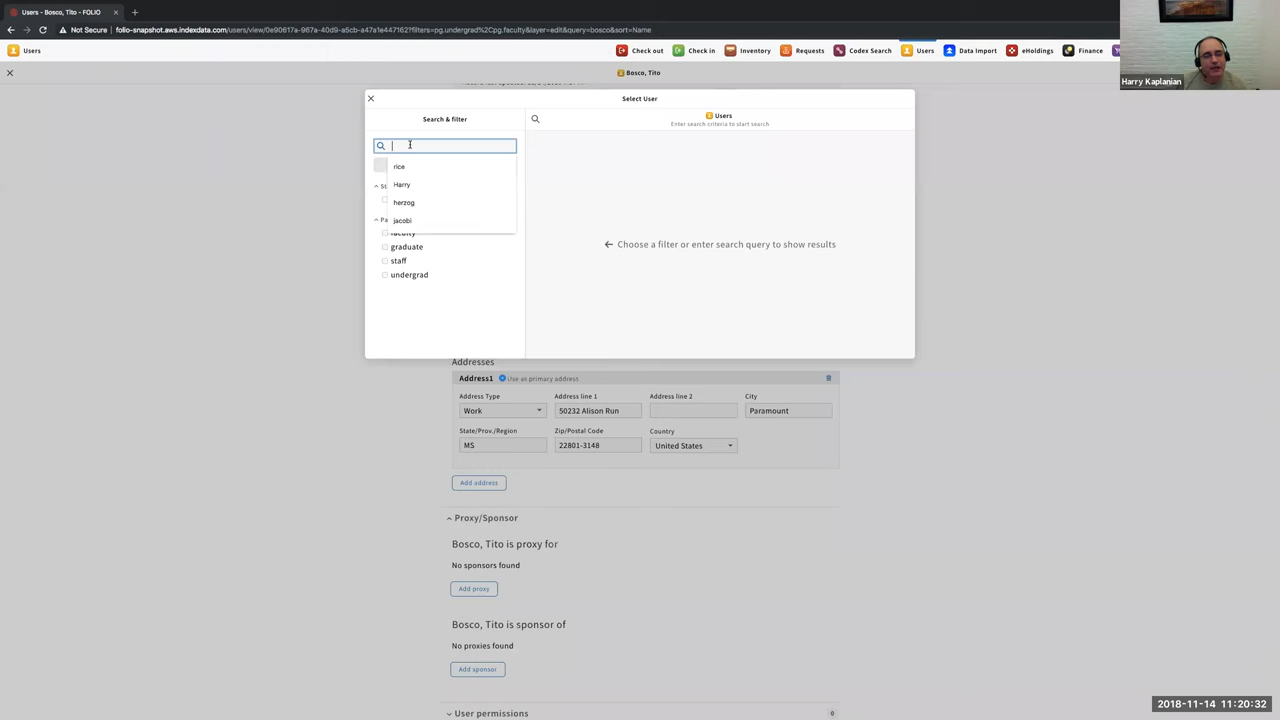 Users - Bosco, Tito - FOLIO
Not Secure | folio-snapshot.aws.indexdata.com/users/view/0e90617a-967a-40d9-a5cb-a47a1e447162?filters=pg.undergrad%2Cpg.faculty&layer=edit&query=bosco&sort=Name
Users
Check out
Check in
Inventory
Requests
Codex Search
Users
Data Import
eHoldings
Finance
Bosco, Tito
Harry Kaplanian
Select User
Search & filter
Users
Enter search criteria to start search
rice
Harry
St
herzog
Pa
jacobi
faculty
graduate
staff
undergrad
Choose a filter or enter search query to show results
Addresses
Address1 Use as primary address
Address Type Address line 1 Address line 2 City
Work 50232 Alison Run Paramount
State/Prov./Region Zip/Postal Code Country
MS 22801-3148 United States
Add address
Proxy/Sponsor
Bosco, Tito is proxy for
No sponsors found
Add proxy
Bosco, Tito is sponsor of
No proxies found
Add sponsor
User permissions 0
2018-11-14 11:20:32